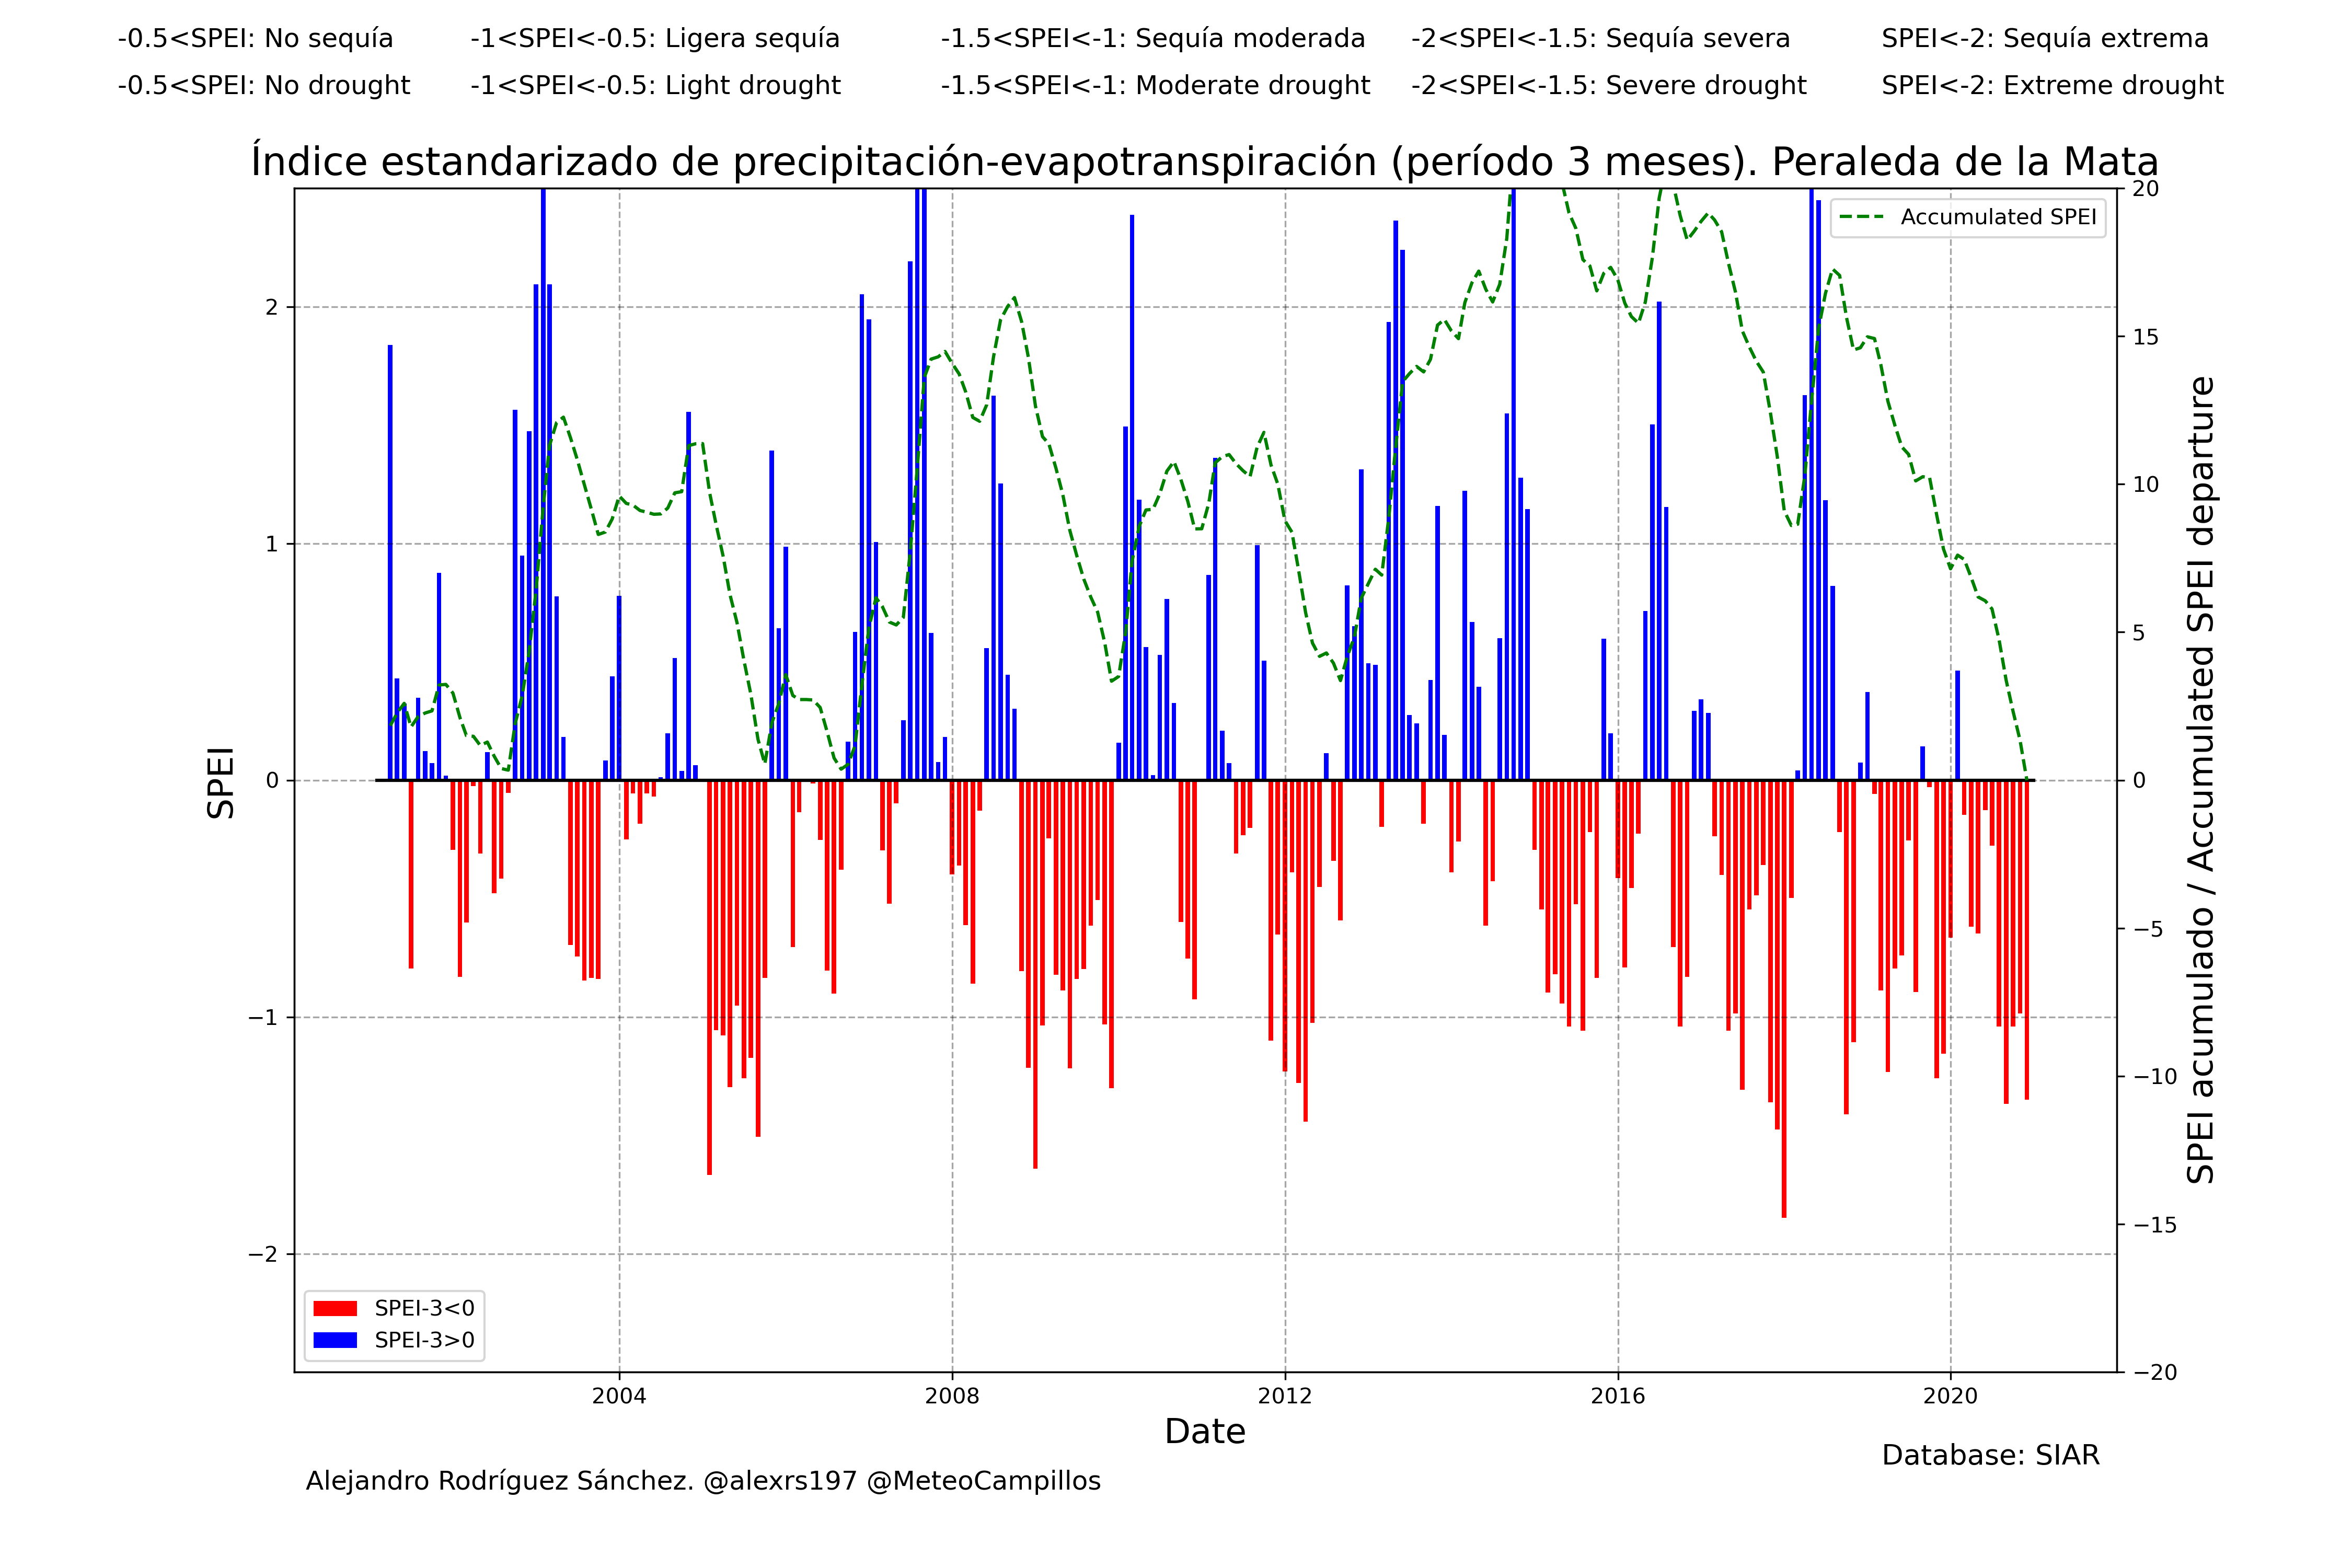 -0.5<SPEI: No sequía -1<SPEI<-0.5: Ligera sequía -1.5<SPEI<-1: Sequía moderada -2<SPEI<-1.5: Sequía severa SPEI<-2: Sequía extrema
-0.5<SPEI: No drought -1<SPEI<-0.5: Light drought -1.5<SPEI<-1: Moderate drought -2<SPEI<-1.5: Severe drought SPEI<-2: Extreme drought
Índice estandarizado de precipitación-evapotranspiración (período 3 meses). Peraleda de la Mata
SPEI
2
1
0
−1
−2
Accumulated SPEI
20
15
10
5
0
−5
−10
−15
−20
SPEI acumulado / Accumulated SPEI departure
SPEI-3<0
SPEI-3>0
2004 2008 2012 2016 2020
Date
Database: SIAR
Alejandro Rodríguez Sánchez. @alexrs197 @MeteoCampillos